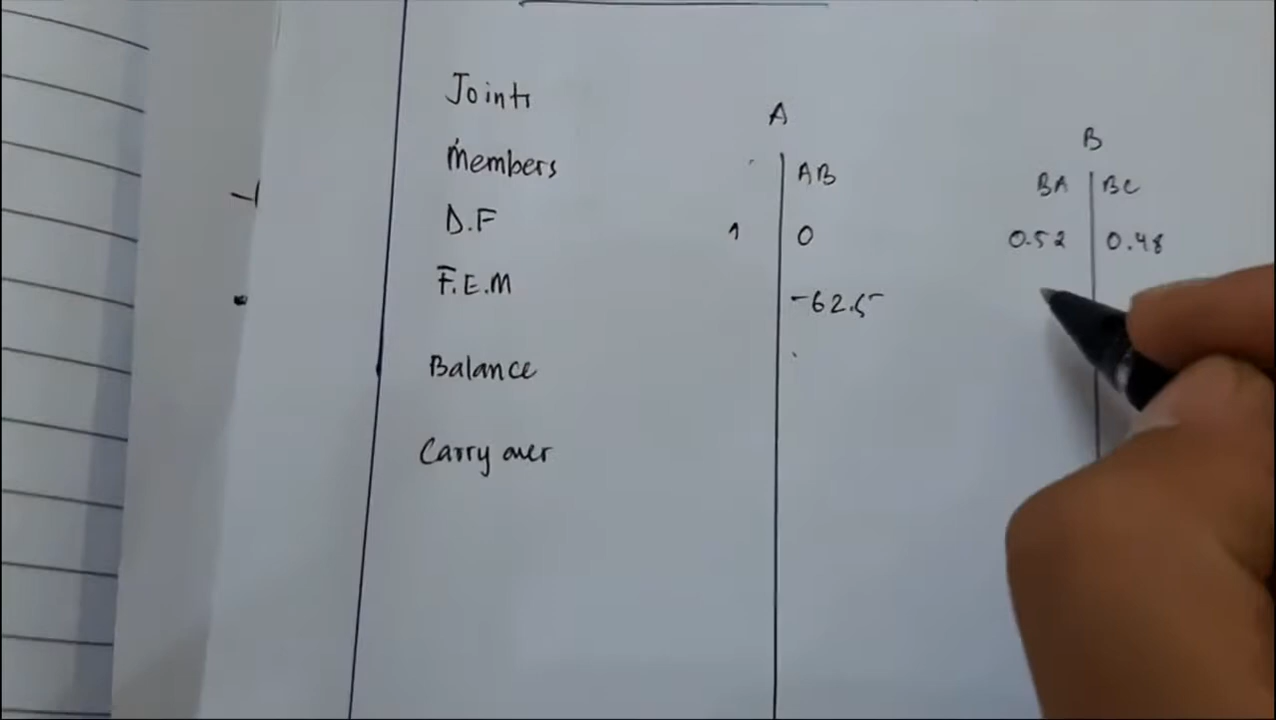 Joints A B
Members AB BA BC
D.F 1 0 0.52 0.48
F.E.M -62.5
Balance
Carry over